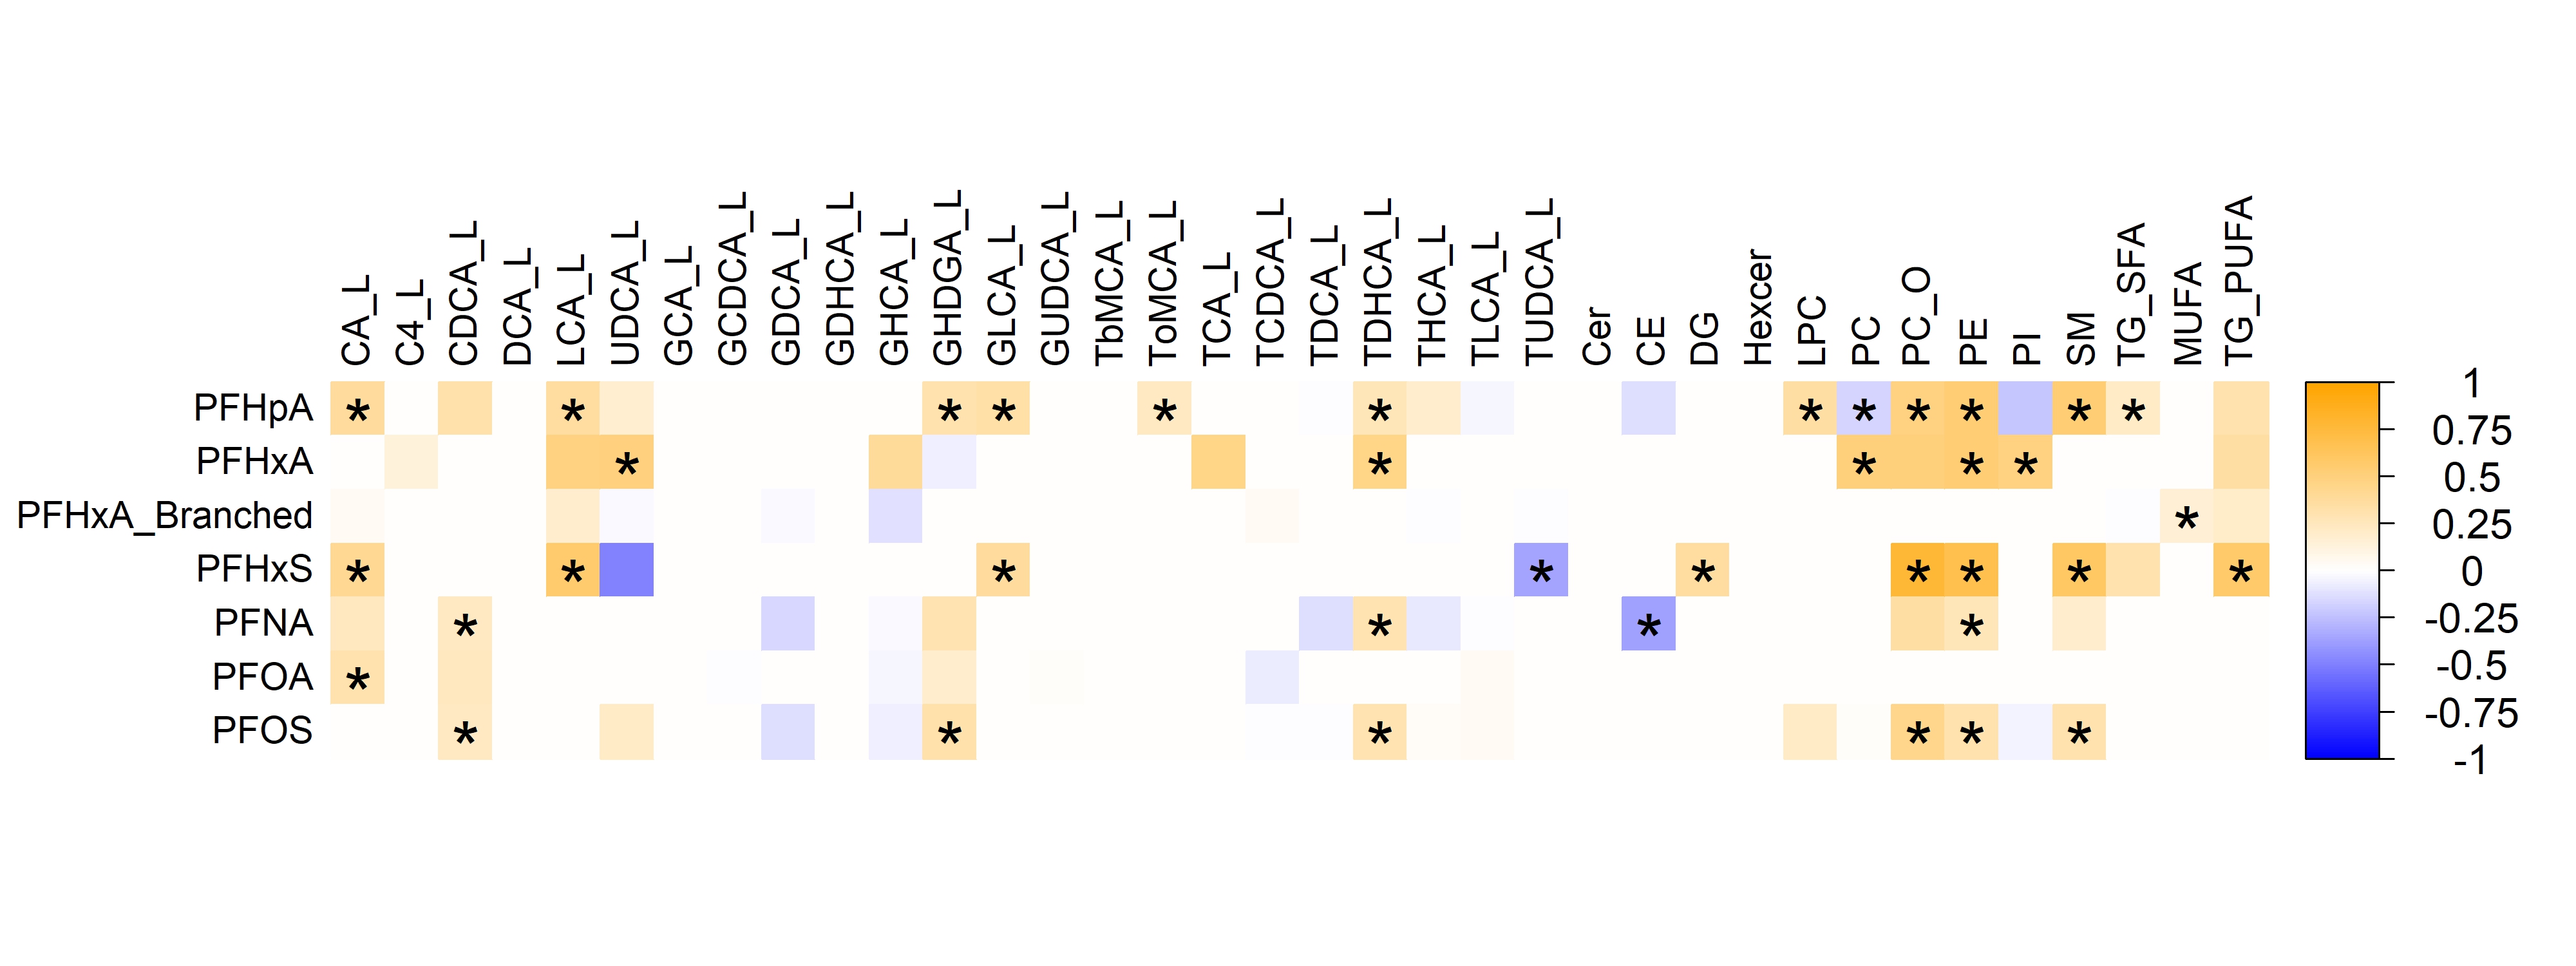 CA_L
C4_L
CDCA_L
DCA_L
LCA_L
UDCA_L
GCA_L
GCDCA_L
GDCA_L
GDHCA_L
GHCA_L
GHDGA_L
GLCA_L
GUDCA_L
TbMCA_L
ToMCA_L
TCA_L
TCDCA_L
TDCA_L
TDHCA_L
THCA_L
TLCA_L
TUDCA_L
Cer
CE
DG
Hexcer
LPC
PC
PC_O
PE
PI
SM
TG_SFA
MUFA
TG_PUFA
PFHpA * * * * * * * * * * * *
PFHxA * * * * *
PFHxA_Branched *
PFHxS * * * * * * * * *
PFNA * * * *
PFOA *
PFOS * * * * * *
1
0.75
0.5
0.25
0
-0.25
-0.5
-0.75
-1